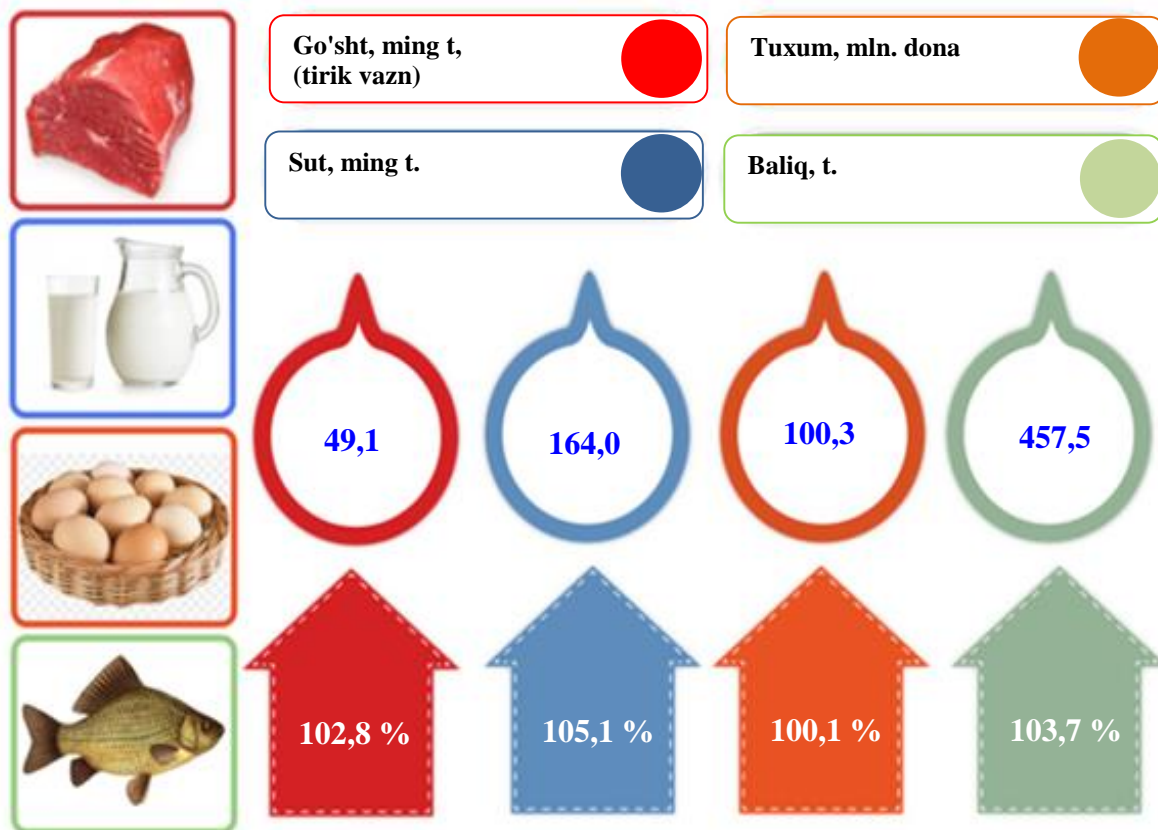 Go'sht, ming t,
(tirik vazn)
Tuxum, mln. dona
Sut, ming t.
Baliq, t.
49,1
164,0
100,3
457,5
102,8 %
105,1 %
100,1 %
103,7 %